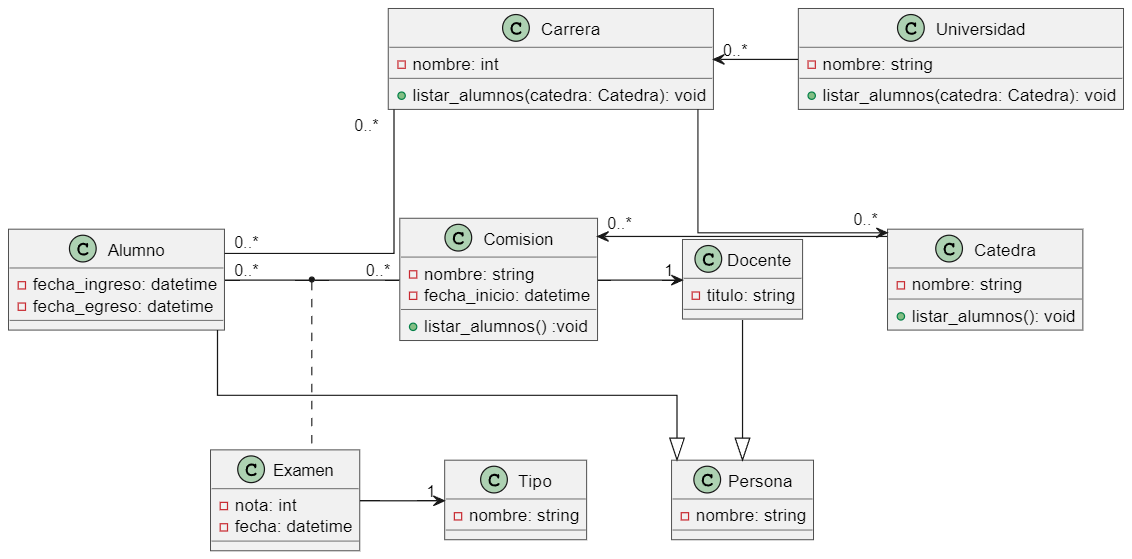 C Carrera
nombre: int
listar_alumnos(catedra: Catedra): void
C Universidad
nombre: string
listar_alumnos(catedra: Catedra): void
0..*
0..*
0..*
0..*
0..*
0..*
0..*
C Alumno
fecha_ingreso: datetime
fecha_egreso: datetime
C Comision
nombre: string
fecha_inicio: datetime
listar_alumnos() :void
1
C Docente
titulo: string
C Catedra
nombre: string
listar_alumnos(): void
C Examen
nota: int
fecha: datetime
1
C Tipo
nombre: string
C Persona
nombre: string